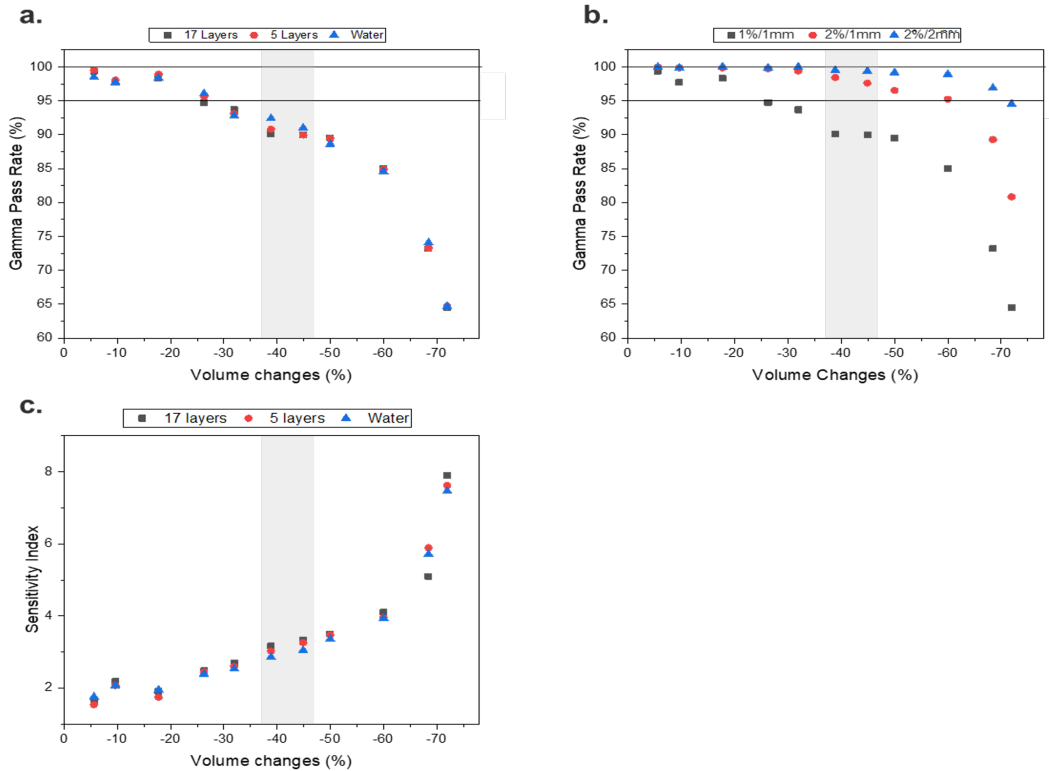 a.
17 Layers 5 Layers Water
100
95
90
85
80
75
70
65
60
Gamma Pass Rate (%)
0 -10 -20 -30 -40 -50 -60 -70
Volume changes (%)
b.
1%/1mm 2%/1mm 2%/2mm
100
95
90
85
80
75
70
65
60
Gamma Pass Rate (%)
0 -10 -20 -30 -40 -50 -60 -70
Volume Changes (%)
c.
17 layers 5 layers Water
8
6
4
2
Sensitivity Index
0 -10 -20 -30 -40 -50 -60 -70
Volume changes (%)